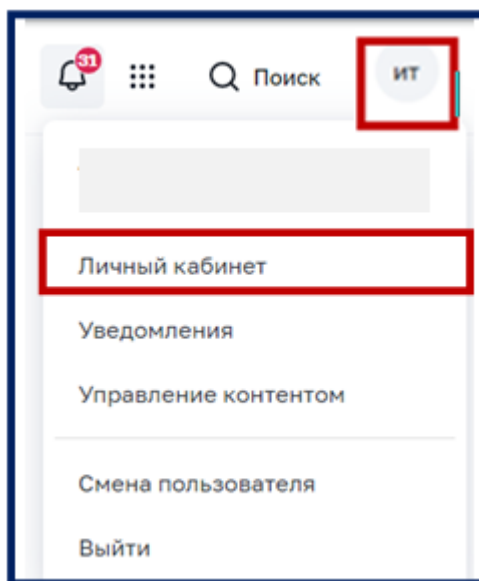 31
Поиск
ИТ
Личный кабинет
Уведомления
Управление контентом
Смена пользователя
Выйти